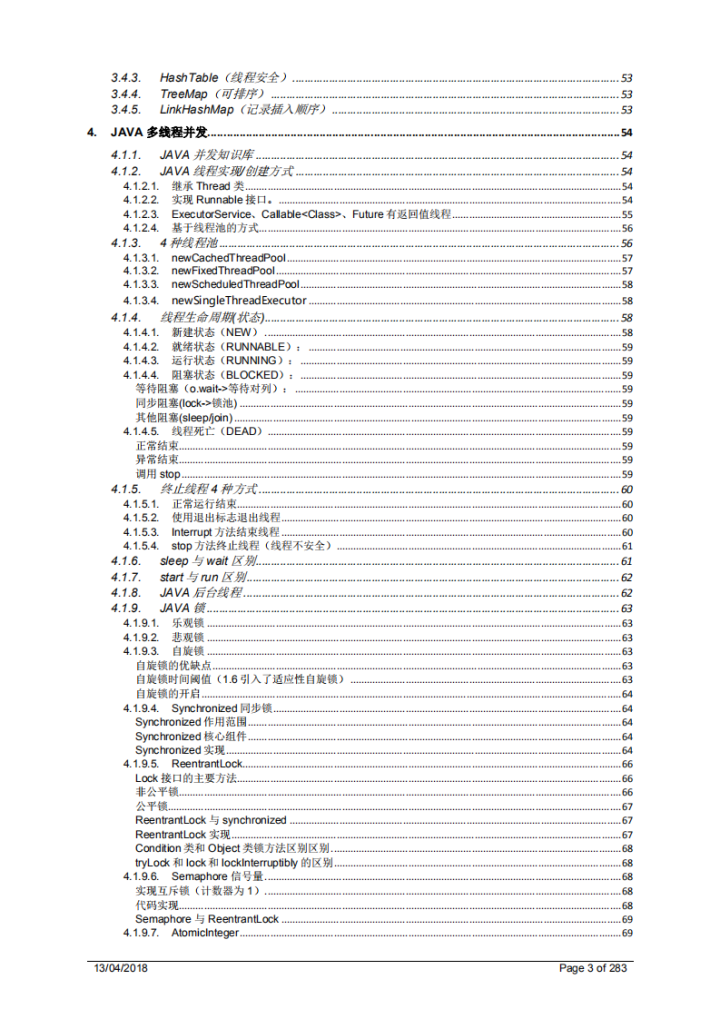 3.4.3. HashTable（线程安全）...53
3.4.4. TreeMap（可排序）...53
3.4.5. LinkHashMap（记录插入顺序）...53
4. JAVA 多线程并发...54
4.1.1. JAVA 并发知识库...54
4.1.2. JAVA 线程实现/创建方式...54
4.1.2.1. 继承 Thread 类...54
4.1.2.2. 实现 Runnable 接口。...54
4.1.2.3. ExecutorService、Callable<Class>、Future 有返回值线程...55
4.1.2.4. 基于线程池的方式...56
4.1.3. 4 种线程池...56
4.1.3.1. newCachedThreadPool...57
4.1.3.2. newFixedThreadPool...57
4.1.3.3. newScheduledThreadPool...58
4.1.3.4. newSingleThreadExecutor...58
4.1.4. 线程生命周期(状态)...58
4.1.4.1. 新建状态（NEW）...58
4.1.4.2. 就绪状态（RUNNABLE）：...59
4.1.4.3. 运行状态（RUNNING）：...59
4.1.4.4. 阻塞状态（BLOCKED）：...59
等待阻塞（o.wait->等待对列）：...59
同步阻塞(lock->锁池)...59
其他阻塞(sleep/join)...59
4.1.4.5. 线程死亡（DEAD）...59
正常结束...59
异常结束...59
调用 stop...59
4.1.5. 终止线程 4 种方式...60
4.1.5.1. 正常运行结束...60
4.1.5.2. 使用退出标志退出线程...60
4.1.5.3. Interrupt 方法结束线程...60
4.1.5.4. stop 方法终止线程（线程不安全）...61
4.1.6. sleep 与 wait 区别...61
4.1.7. start 与 run 区别...62
4.1.8. JAVA 后台线程...62
4.1.9. JAVA 锁...63
4.1.9.1. 乐观锁...63
4.1.9.2. 悲观锁...63
4.1.9.3. 自旋锁...63
自旋锁的优缺点...63
自旋锁时间阈值（1.6 引入了适应性自旋锁）...63
自旋锁的开启...64
4.1.9.4. Synchronized 同步锁...64
Synchronized 作用范围...64
Synchronized 核心组件...64
Synchronized 实现...64
4.1.9.5. ReentrantLock...66
Lock 接口的主要方法...66
非公平锁...66
公平锁...67
ReentrantLock 与 synchronized...67
ReentrantLock 实现...67
Condition 类和 Object 类锁方法区别区别...68
tryLock 和 lock 和 lockInterruptibly 的区别...68
4.1.9.6. Semaphore 信号量...68
实现互斥锁（计数器为 1）...68
代码实现...68
Semaphore 与 ReentrantLock...69
4.1.9.7. AtomicInteger...69
13/04/2018 Page 3 of 283